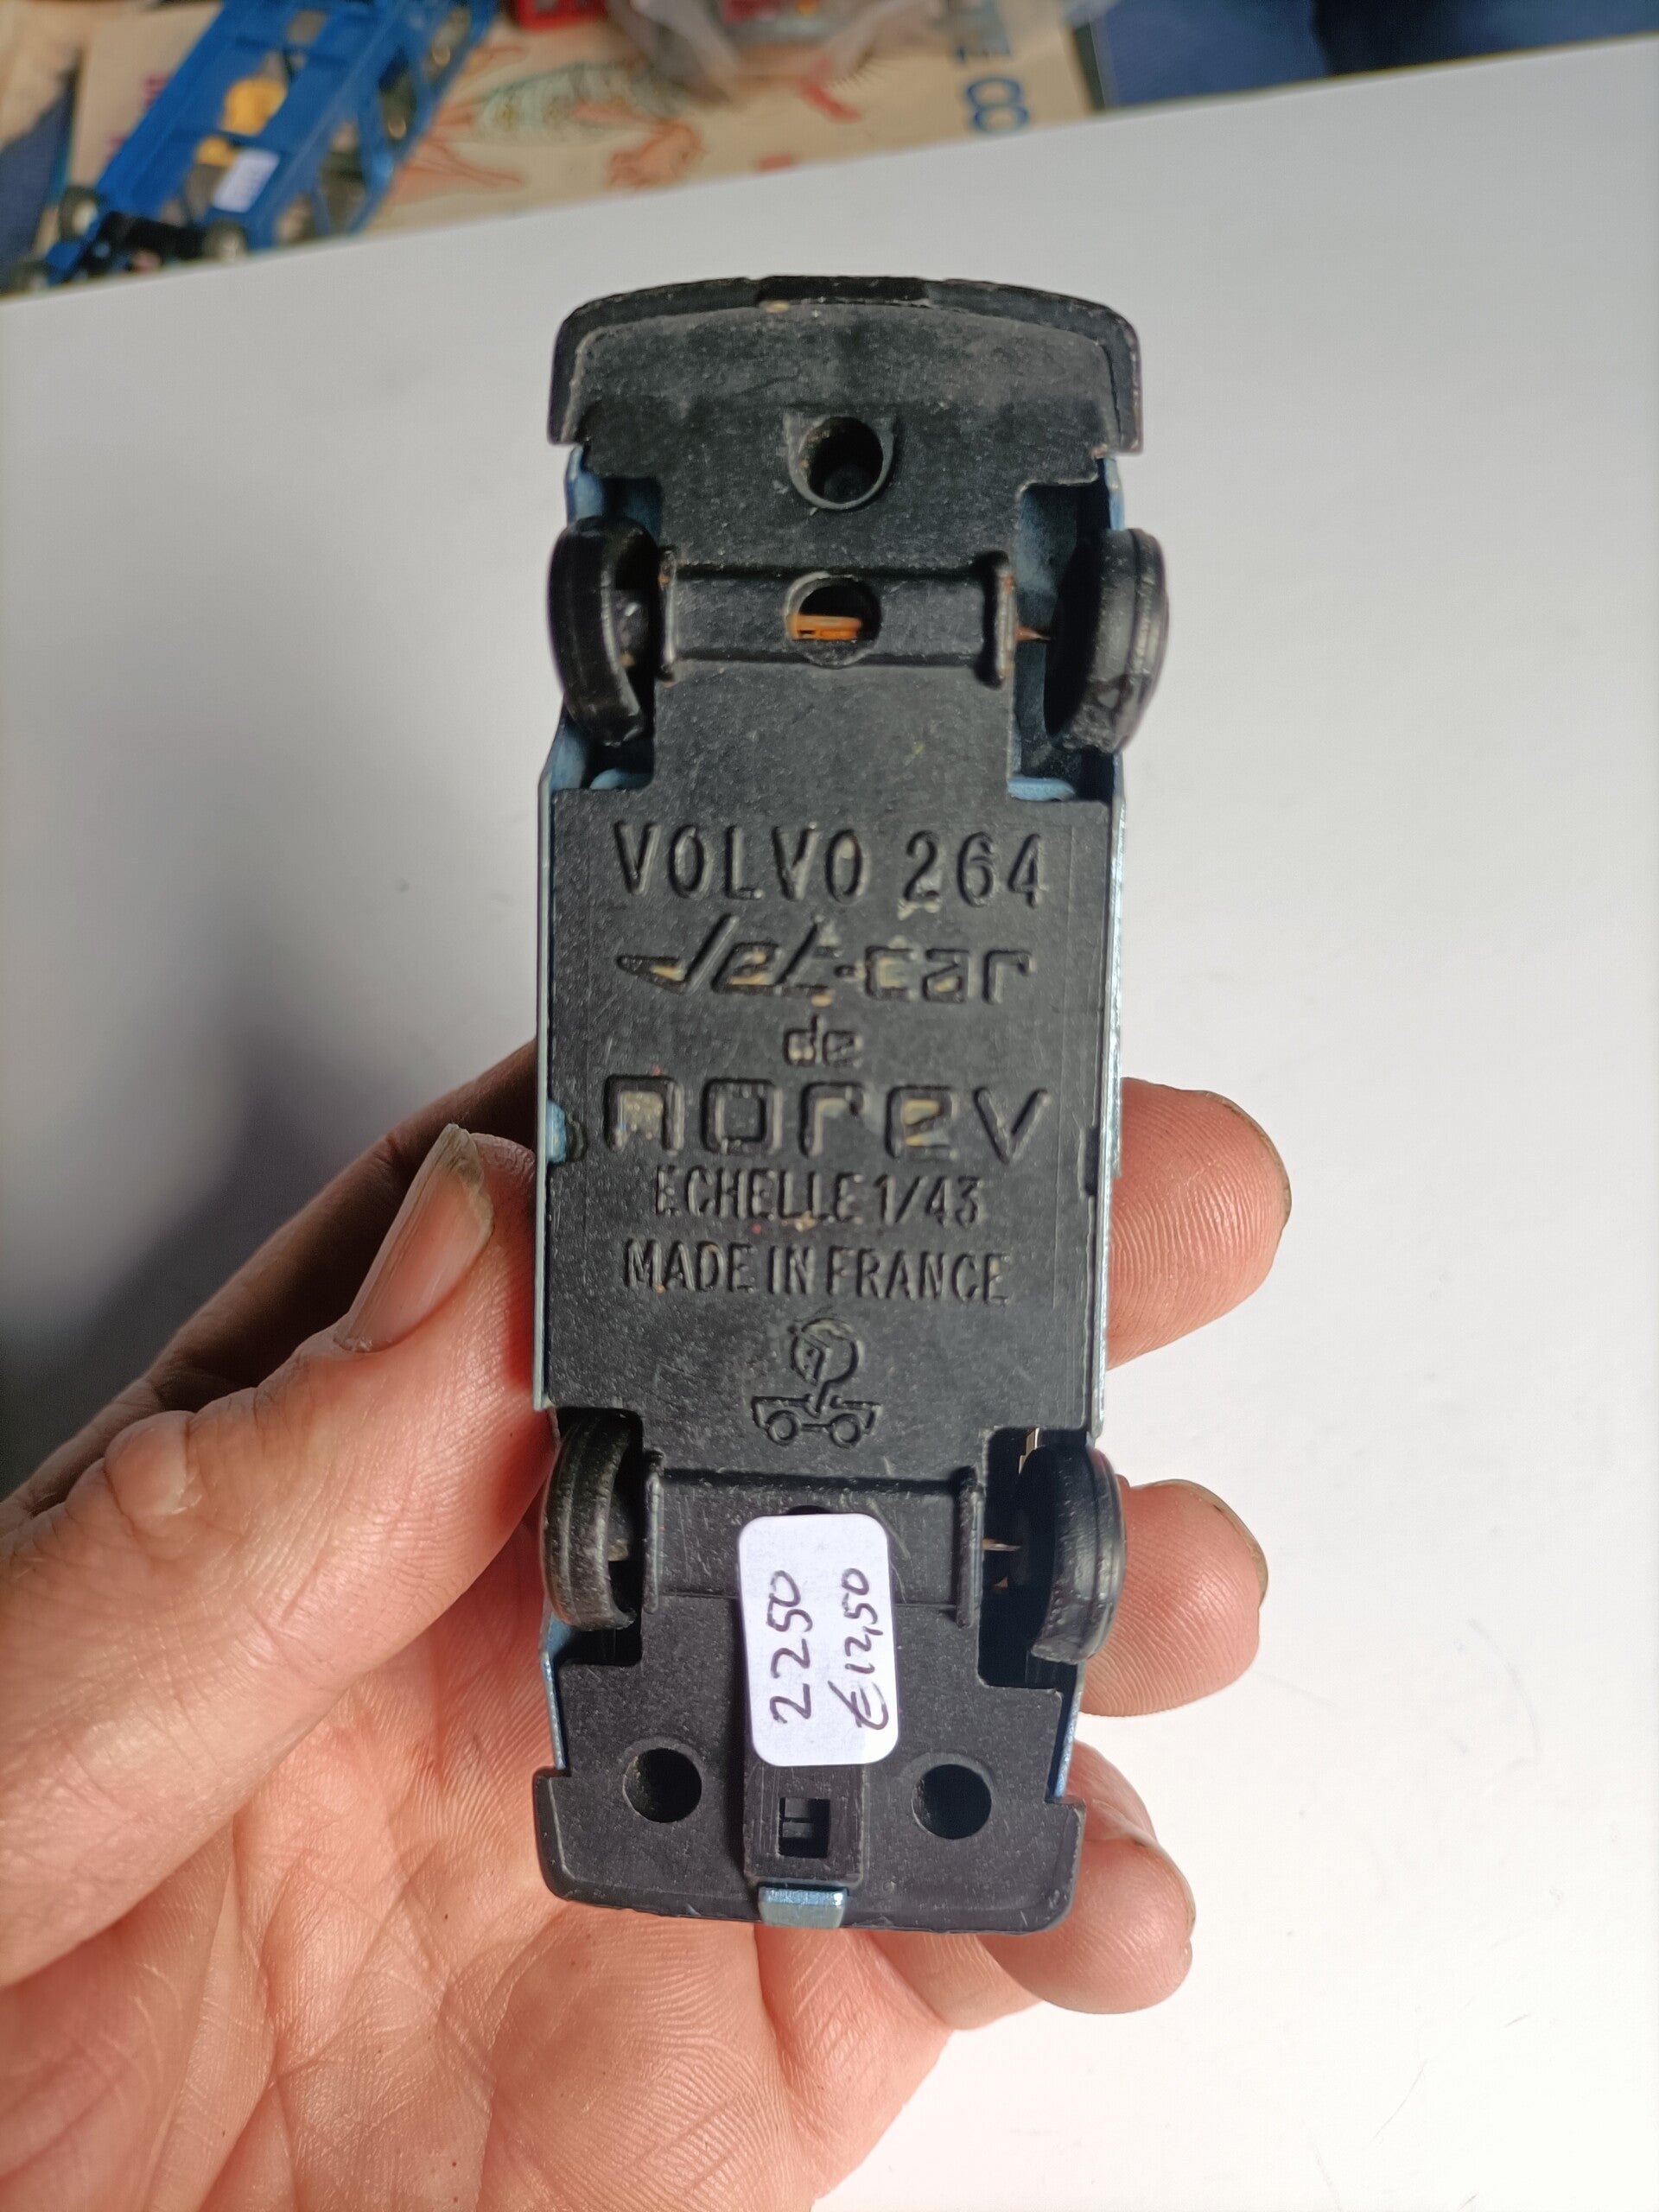 VOLVO 264
Jet-car
de
norev
ECHELLE 1/43
MADE IN FRANCE
2250
€12,50